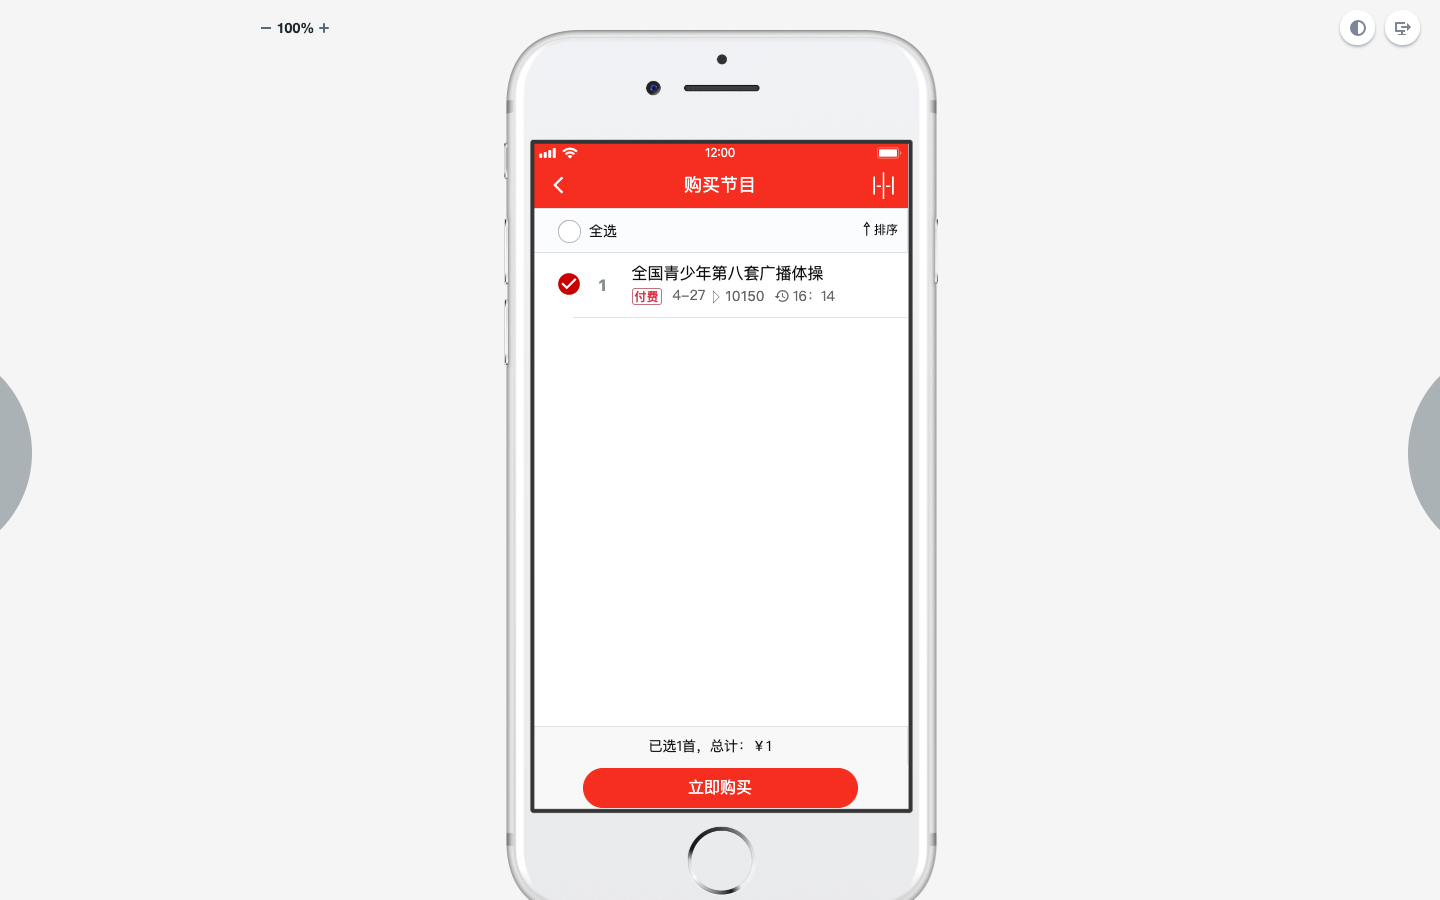 100%
12:00
购买节目
全选
排序
1
全国青少年第八套广播体操
付费 4-27 10150 16：14
已选1首，总计：￥1
立即购买